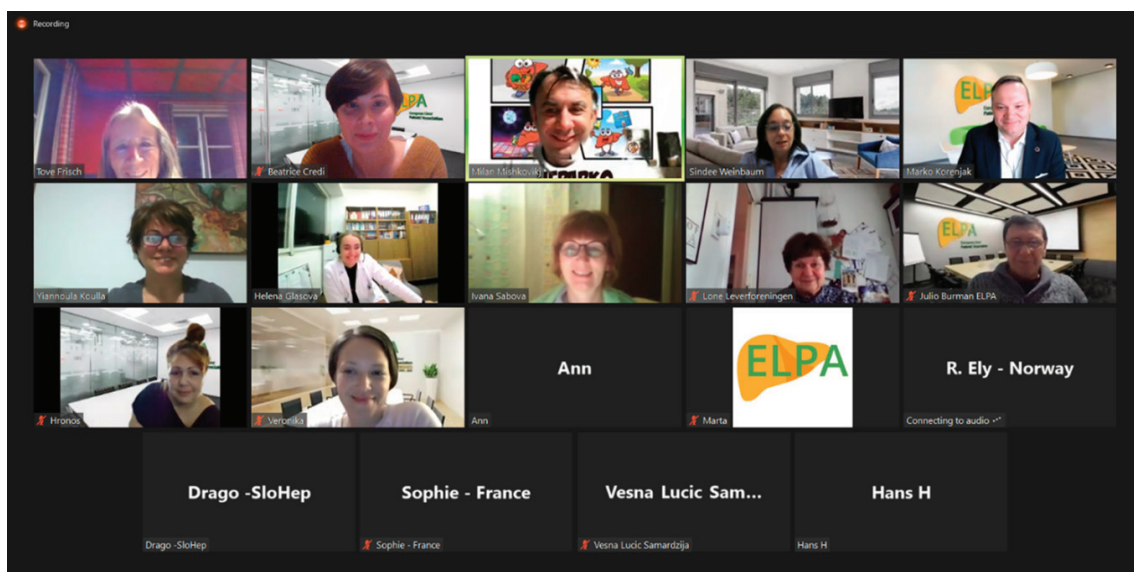 Recording
Tove Frisch
Beatrice Credi
Milan Mishkovikj
Sindee Weinbaum
Marko Korenjak
ELPA
Yiannoula Koulla
Helena Glasova
Ivana Sabova
Lone Leverforeningen
Julio Burman ELPA
ELPA
Hronos
Veronika
Ann
Ann
ELPA
Marta
R. Ely - Norway
Connecting to audio
Drago -SloHep
Drago -SloHep
Sophie - France
Sophie - France
Vesna Lucic Sam...
Vesna Lucic Samardzija
Hans H
Hans H